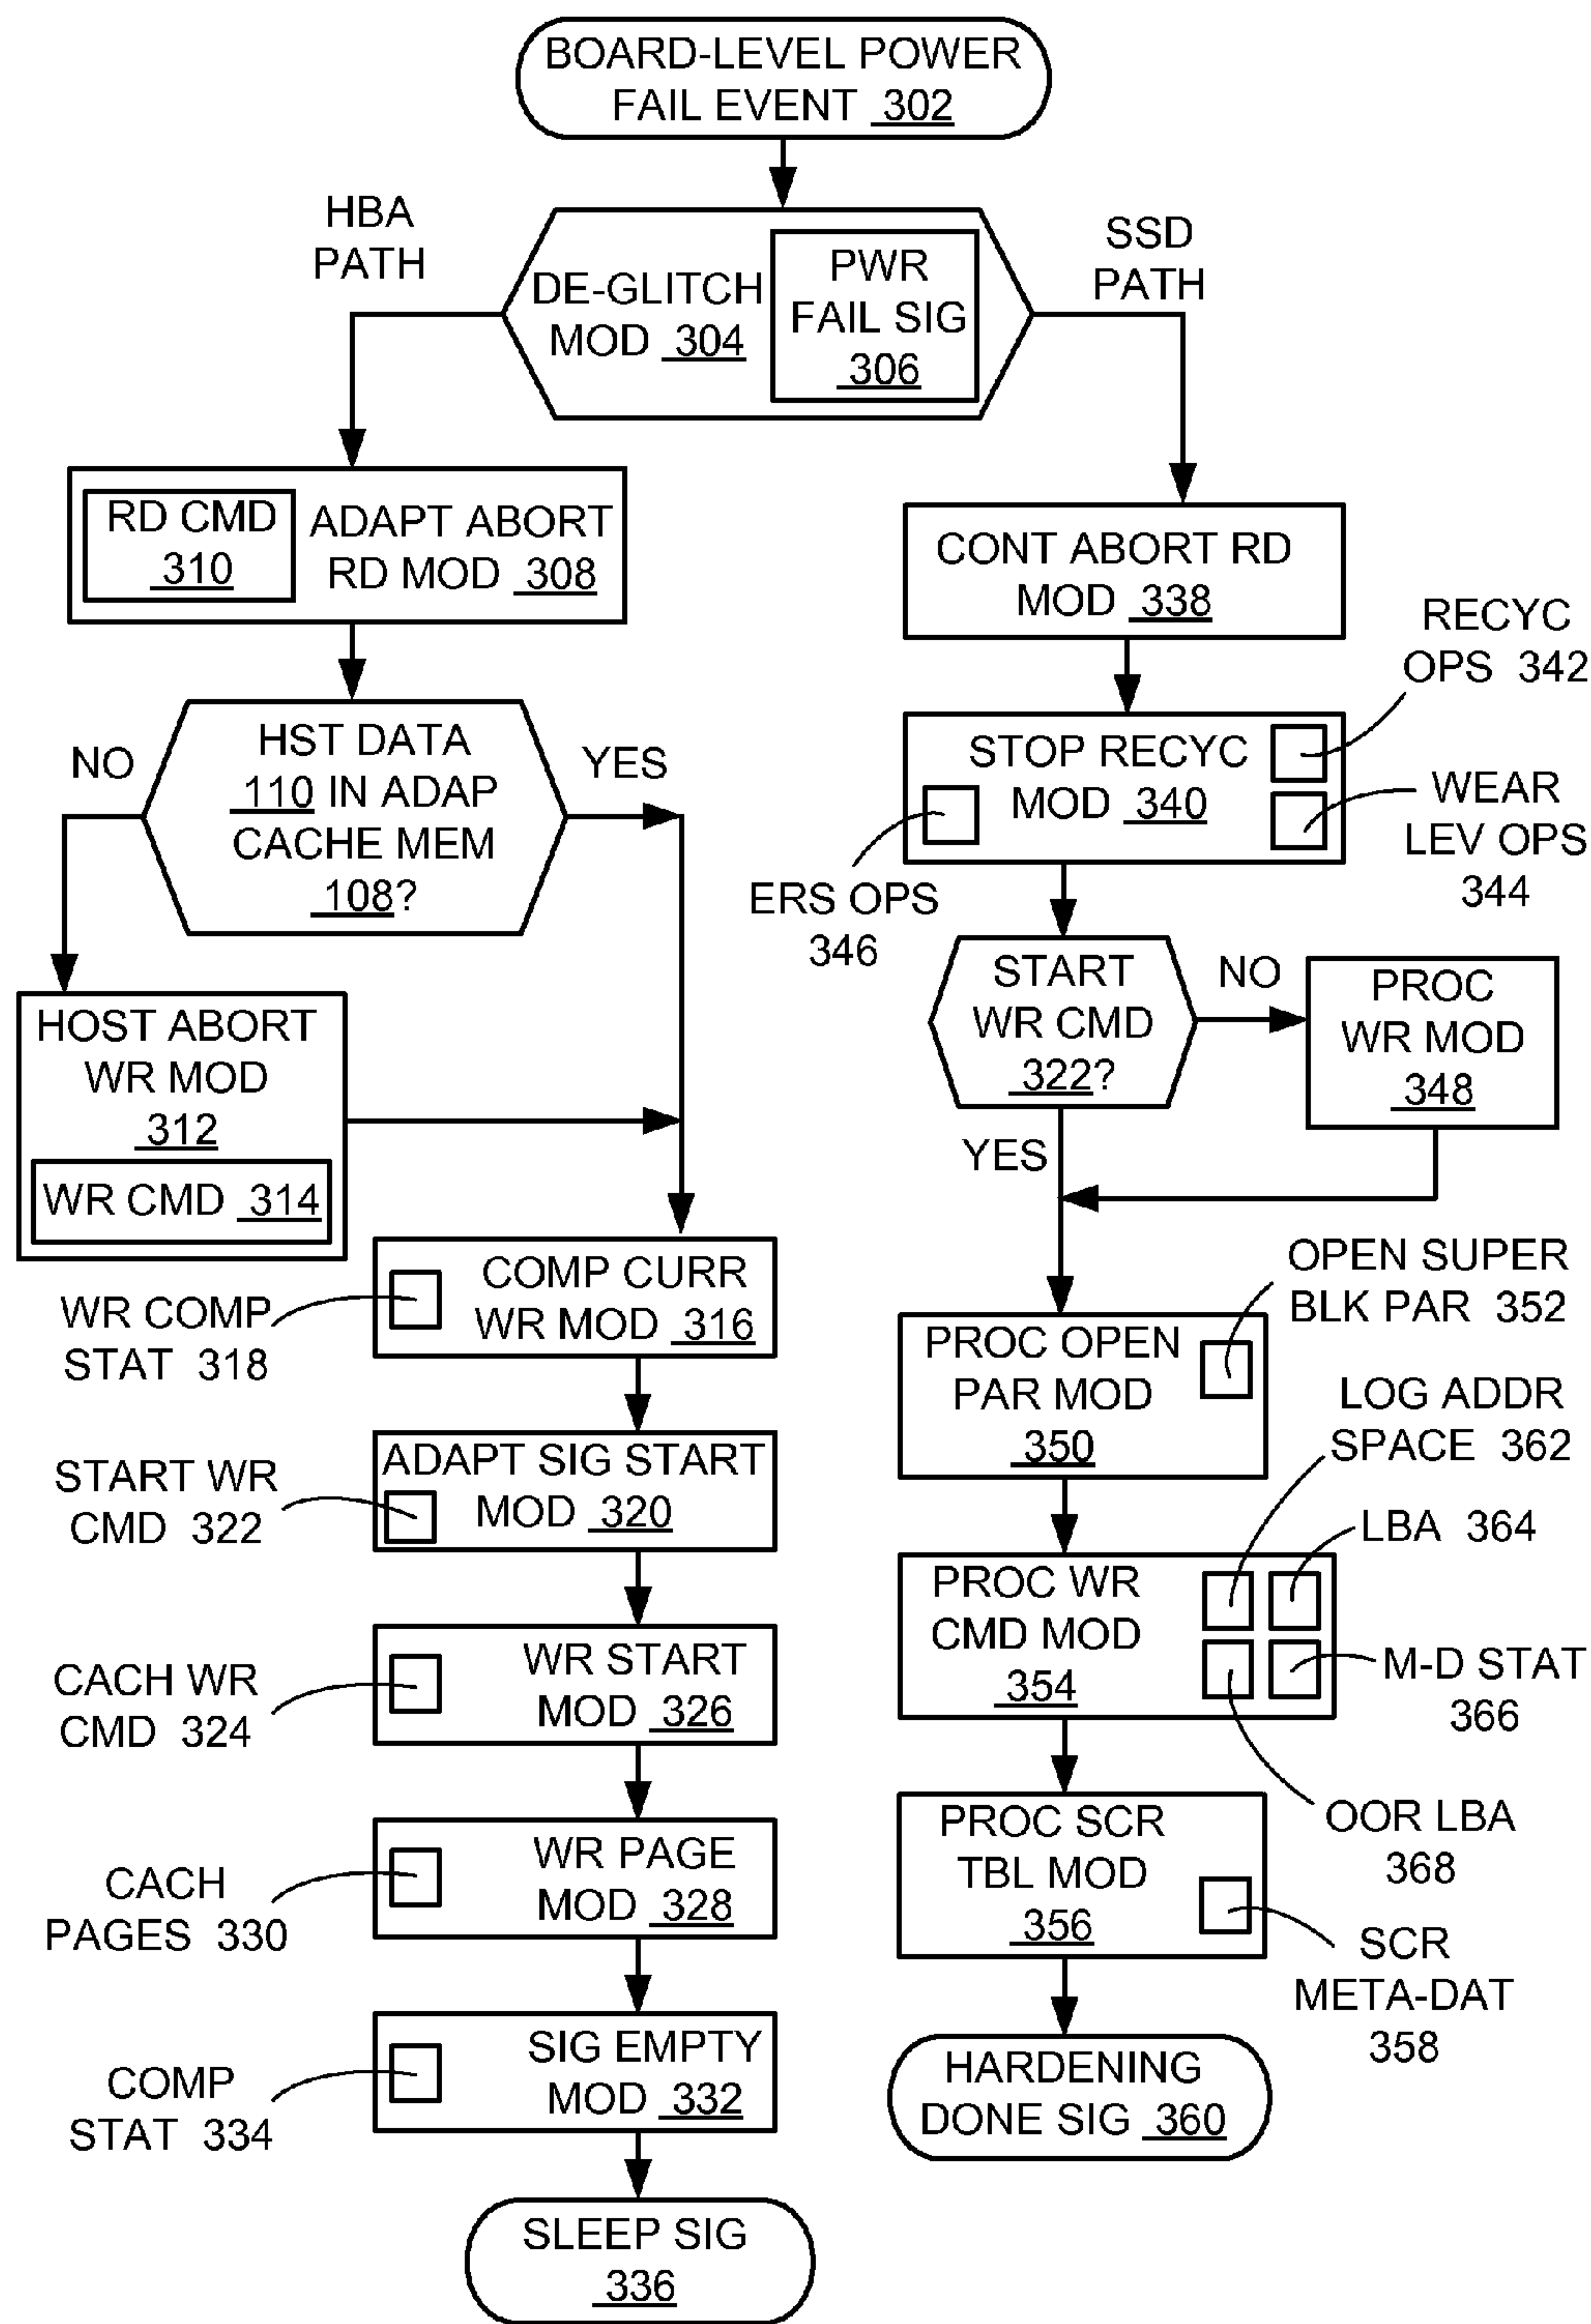 BOARD-LEVEL POWER
FAIL EVENT 302
HBA
PATH
DE-GLITCH
MOD 304
PWR
FAIL SIG
306
SSD
PATH
RD CMD
310
ADAPT ABORT
RD MOD 308
NO
HST DATA
110 IN ADAP
CACHE MEM
108?
YES
HOST ABORT
WR MOD
312
WR CMD 314
COMP CURR
WR MOD 316
WR COMP
STAT 318
ADAPT SIG START
MOD 320
START WR
CMD 322
WR START
MOD 326
CACH WR
CMD 324
WR PAGE
MOD 328
CACH
PAGES 330
SIG EMPTY
MOD 332
COMP
STAT 334
SLEEP SIG
336
CONT ABORT RD
MOD 338
RECYC
OPS 342
STOP RECYC
MOD 340
WEAR
LEV OPS
344
ERS OPS
346
START
WR CMD
322?
NO
PROC
WR MOD
348
YES
OPEN SUPER
BLK PAR 352
PROC OPEN
PAR MOD
350
LOG ADDR
SPACE 362
LBA 364
PROC WR
CMD MOD
354
M-D STAT
366
OOR LBA
368
PROC SCR
TBL MOD
356
SCR
META-DAT
358
HARDENING
DONE SIG 360